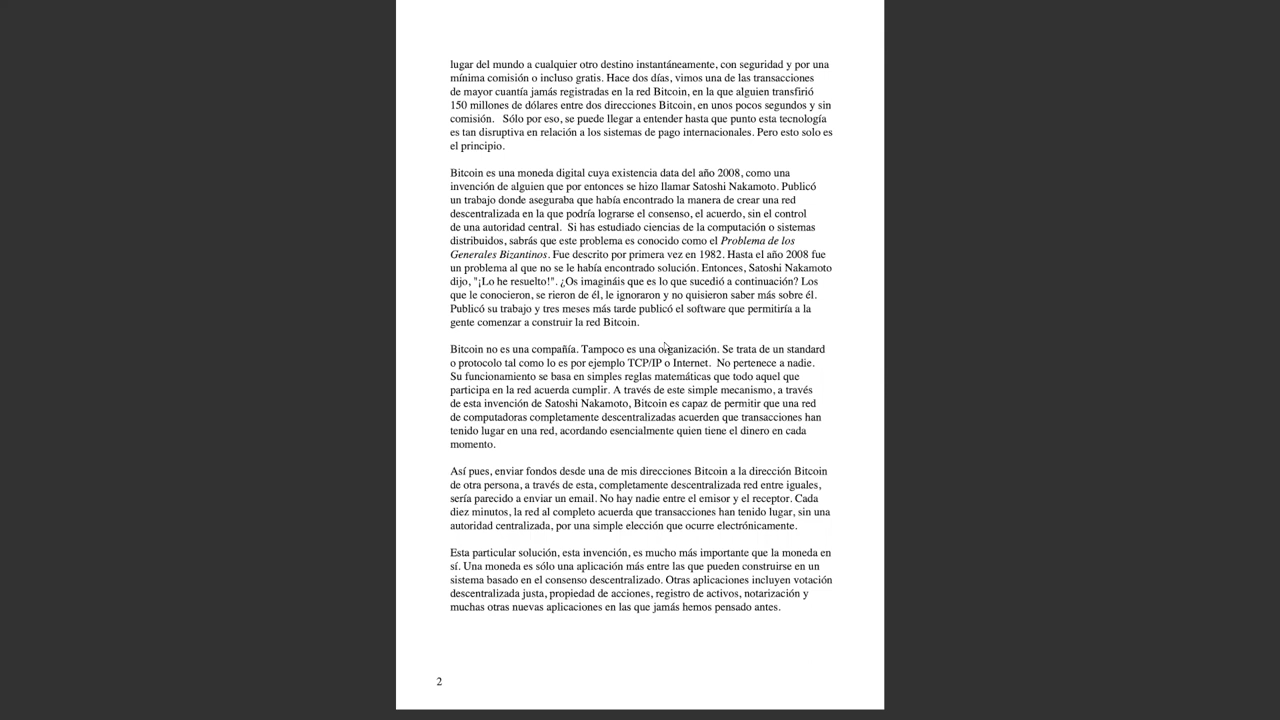 lugar del mundo a cualquier otro destino instantáneamente, con seguridad y por una
mínima comisión o incluso gratis. Hace dos días, vimos una de las transacciones
de mayor cuantía jamás registradas en la red Bitcoin, en la que alguien transfirió
150 millones de dólares entre dos direcciones Bitcoin, en unos pocos segundos y sin
comisión.   Sólo por eso, se puede llegar a entender hasta que punto esta tecnología
es tan disruptiva en relación a los sistemas de pago internacionales. Pero esto solo es
el principio.
Bitcoin es una moneda digital cuya existencia data del año 2008, como una
invención de alguien que por entonces se hizo llamar Satoshi Nakamoto. Publicó
un trabajo donde aseguraba que había encontrado la manera de crear una red
descentralizada en la que podría lograrse el consenso, el acuerdo, sin el control
de una autoridad central.  Si has estudiado ciencias de la computación o sistemas
distribuidos, sabrás que este problema es conocido como el Problema de los
Generales Bizantinos. Fue descrito por primera vez en 1982. Hasta el año 2008 fue
un problema al que no se le había encontrado solución. Entonces, Satoshi Nakamoto
dijo, "¡Lo he resuelto!". ¿Os imagináis que es lo que sucedió a continuación? Los
que le conocieron, se rieron de él, le ignoraron y no quisieron saber más sobre él.
Publicó su trabajo y tres meses más tarde publicó el software que permitiría a la
gente comenzar a construir la red Bitcoin.
Bitcoin no es una compañía. Tampoco es una organización. Se trata de un standard
o protocolo tal como lo es por ejemplo TCP/IP o Internet.  No pertenece a nadie.
Su funcionamiento se basa en simples reglas matemáticas que todo aquel que
participa en la red acuerda cumplir. A través de este simple mecanismo, a través
de esta invención de Satoshi Nakamoto, Bitcoin es capaz de permitir que una red
de computadoras completamente descentralizadas acuerden que transacciones han
tenido lugar en una red, acordando esencialmente quien tiene el dinero en cada
momento.
Así pues, enviar fondos desde una de mis direcciones Bitcoin a la dirección Bitcoin
de otra persona, a través de esta, completamente descentralizada red entre iguales,
sería parecido a enviar un email. No hay nadie entre el emisor y el receptor. Cada
diez minutos, la red al completo acuerda que transacciones han tenido lugar, sin una
autoridad centralizada, por una simple elección que ocurre electrónicamente.
Esta particular solución, esta invención, es mucho más importante que la moneda en
sí. Una moneda es sólo una aplicación más entre las que pueden construirse en un
sistema basado en el consenso descentralizado. Otras aplicaciones incluyen votación
descentralizada justa, propiedad de acciones, registro de activos, notarización y
muchas otras nuevas aplicaciones en las que jamás hemos pensado antes.
2